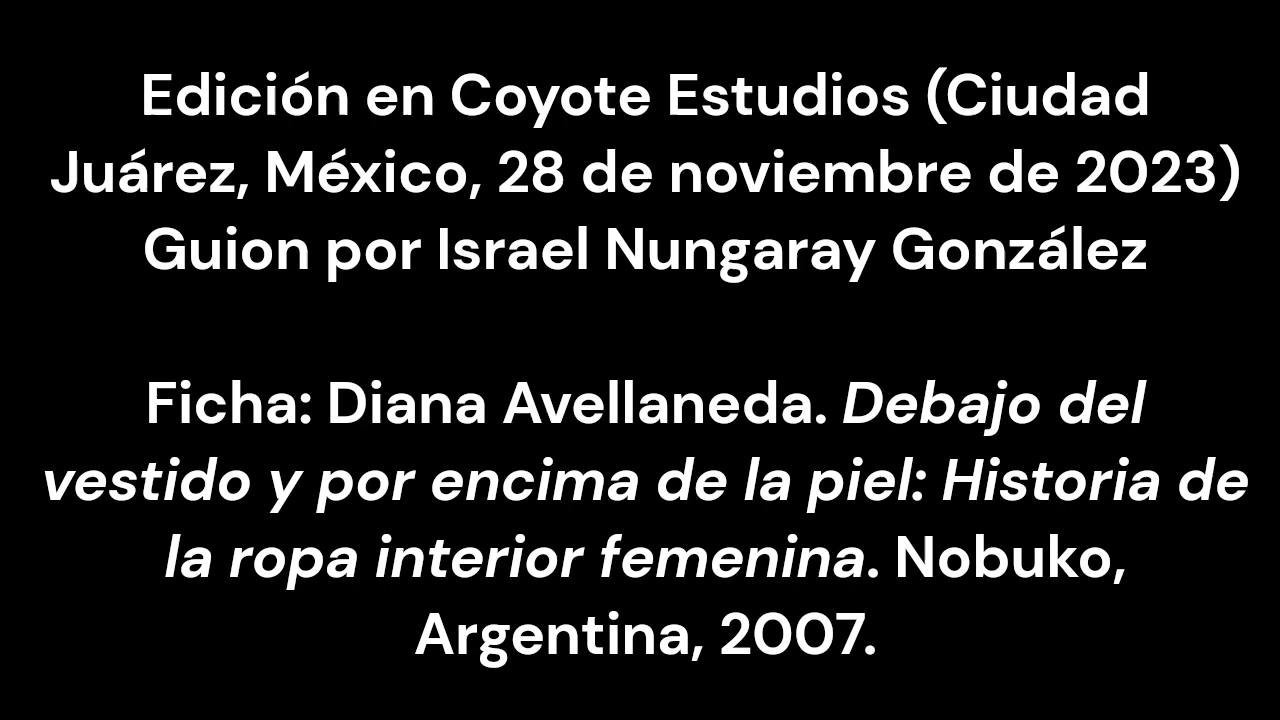 Edición en Coyote Estudios (Ciudad
Juárez, México, 28 de noviembre de 2023)
Guion por Israel Nungaray González
Ficha: Diana Avellaneda. Debajo del
vestido y por encima de la piel: Historia de
la ropa interior femenina. Nobuko,
Argentina, 2007.